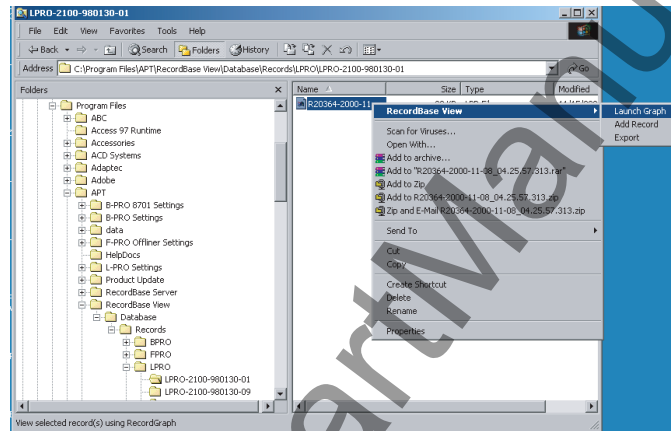 LPRO-2100-980130-01
File Edit View Favorites Tools Help
Back Search Folders History
Address C:\Program Files\APT\RecordBase View\Database\Records\LPRO\LPRO-2100-980130-01 Go
Folders Name Size Type Modified
Program Files
ABC
Access 97 Runtime
Accessories
ACD Systems
Adaptec
Adobe
APT
B-PRO 8701 Settings
B-PRO Settings
data
F-PRO Offliner Settings
HelpDocs
L-PRO Settings
Product Update
RecordBase Server
RecordBase View
Database
Records
BPRO
FPRO
LPRO
LPRO-2100-980130-01
LPRO-2100-980130-09
R20364-2000-11
RecordBase View
Scan for Viruses...
Open With...
Add to archive...
Add to "R20364-2000-11-08_04.25.57.313.rar"
Add to Zip
Add to R20364-2000-11-08_04.25.57.313.zip
Zip and E-Mail R20364-2000-11-08_04.25.57.313.zip
Send To
Cut
Copy
Create Shortcut
Delete
Rename
Properties
Launch Graph
Add Record
Export
View selected record(s) using RecordGraph